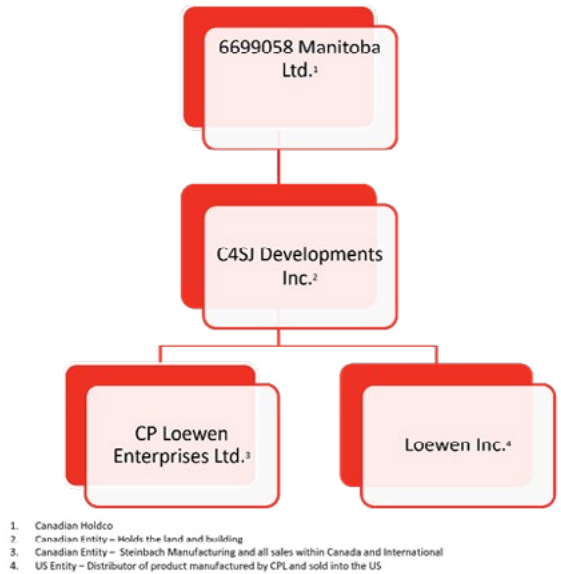 6699058 Manitoba
Ltd.¹
C4SJ Developments
Inc.²
CP Loewen
Enterprises Ltd.³
Loewen Inc.⁴
1. Canadian Holdco
2. Canadian Entity – Holds the land and building
3. Canadian Entity – Steinbach Manufacturing and all sales within Canada and International
4. US Entity – Distributor of product manufactured by CPL and sold into the US